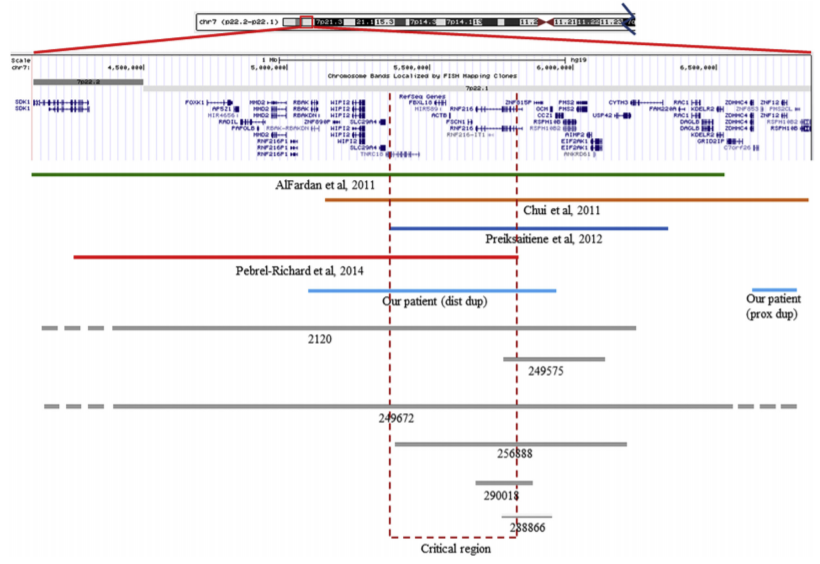 chr7 (p22.2-p22.1) 7p21.3 21.1 15.3 7p14.3 7p14.1 13 11.21 11.22 11.23
Scale 1 Mb hg19
chr7: 4,500,000 5,000,000 5,500,000 6,000,000 6,500,000
Chromosome Bands Localized by FISH Mapping Clones
7p22.2
7p22.1
RefSeq Genes
SDK1 FOXK1 MMD2 RBAK WIPI2 FBXL18 ZNF815P PMS2 CYTH3 RAC1 ZDHHC4 ZNF12
SDK1 AP5Z1 MMD2 RBAK WIPI2 MIR589 RNF216 OCM PMS2 FAM220A KDELR2 ZNF853 PMS2CL
MIR4656 MMD2 RBAKDN WIPI2 ACTB CCZ1 USP42 RAC1 ZDHHC4 ZNF12
RADIL ZNF890P SLC29A4 FSCN1 RSPH10B DAGLB ZDHHC4 RSPH10B2
PAPOLB RBAK-RBAKDN WIPI2 RNF216 RSPH10B2 DAGLB ZDHHC4 RSPH10B
MMD2 WIPI2 RNF216-IT1 AIMP2 KDELR2
RNF216P1 WIPI2 EIF2AK1 GRID2IP
RNF216P1 SLC29A4 EIF2AK1 C7orf26
RNF216P1 TNRC18 ANKRD61
AlFardan et al, 2011
Chui et al, 2011
Preiksaitiene et al, 2012
Pebrel-Richard et al, 2014
Our patient (dist dup)
Our patient
(prox dup)
2120
249575
249672
256888
290018
288866
Critical region